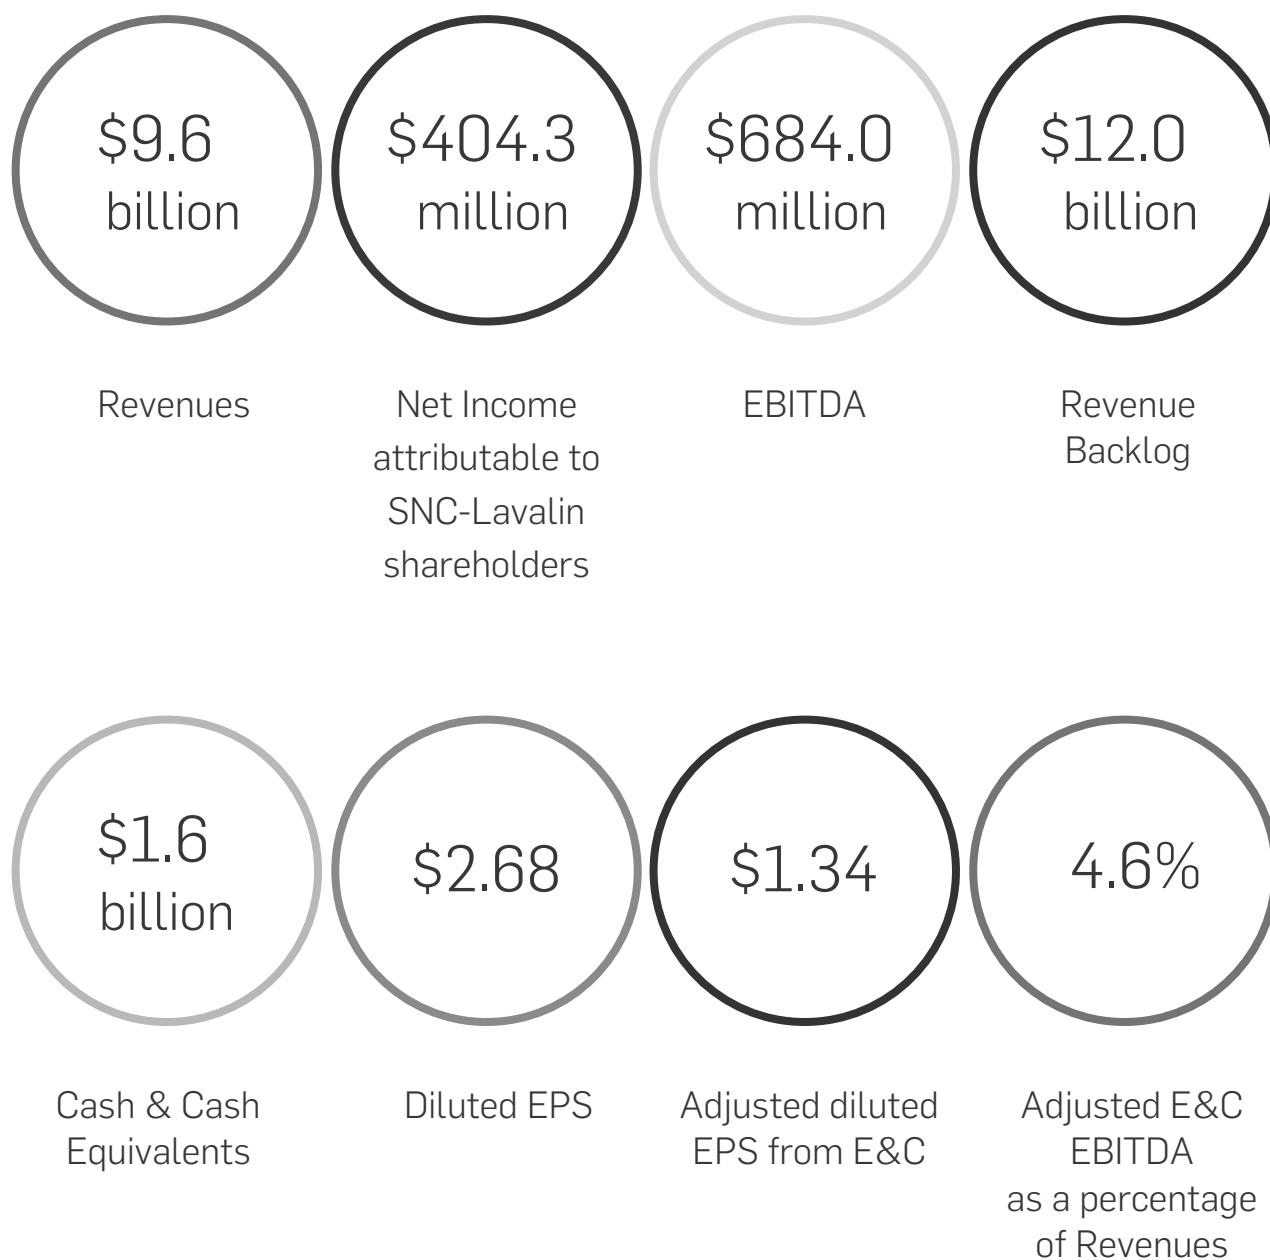 $9.6
billion
$404.3
million
$684.0
million
$12.0
billion
Revenues
Net Income
attributable to
SNC-Lavalin
shareholders
EBITDA
Revenue
Backlog
$1.6
billion
$2.68
$1.34
4.6%
Cash & Cash
Equivalents
Diluted EPS
Adjusted diluted
EPS from E&C
Adjusted E&C
EBITDA
as a percentage
of Revenues